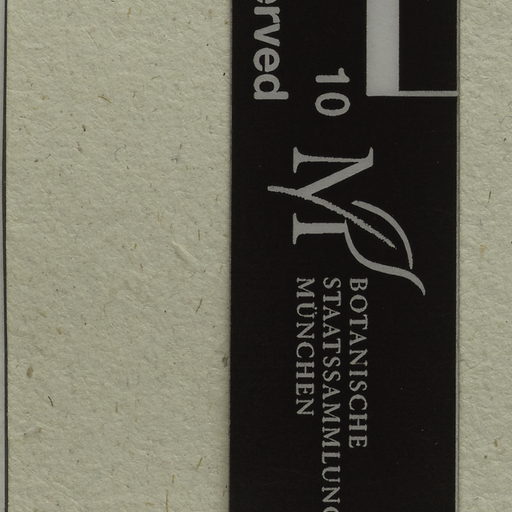 erved
10
M
BOTANISCHE
STAATSSAMMLUNG
MÜNCHEN